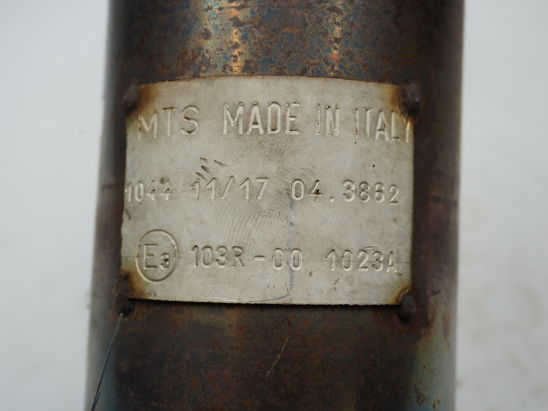 MTS MADE IN ITALY
1044 11/17 04.3862
E3 103R-00 1023A